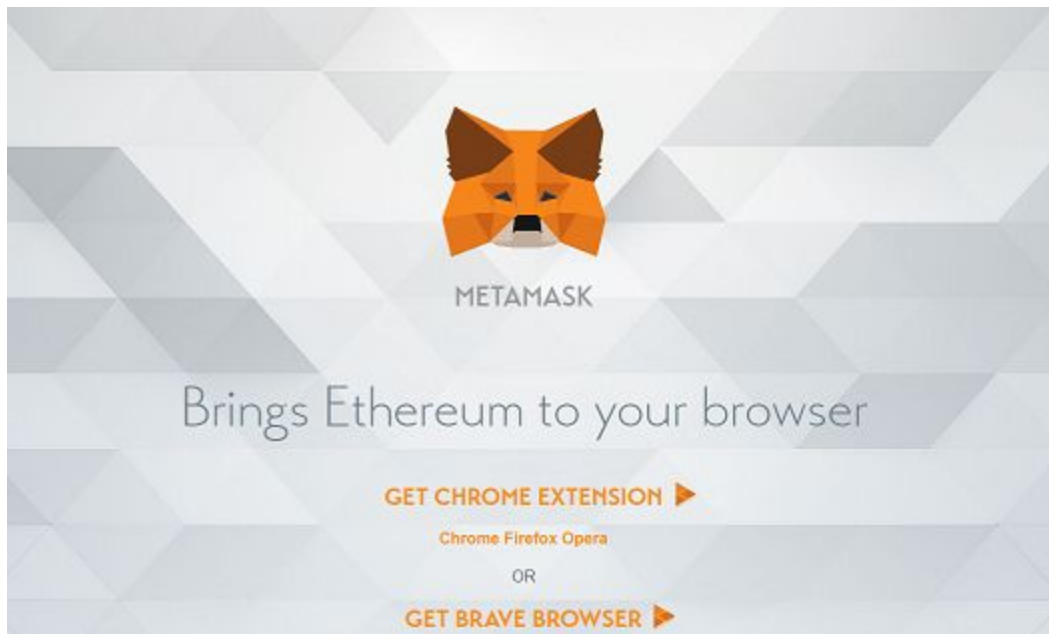 METAMASK
Brings Ethereum to your browser
GET CHROME EXTENSION
Chrome Firefox Opera
OR
GET BRAVE BROWSER